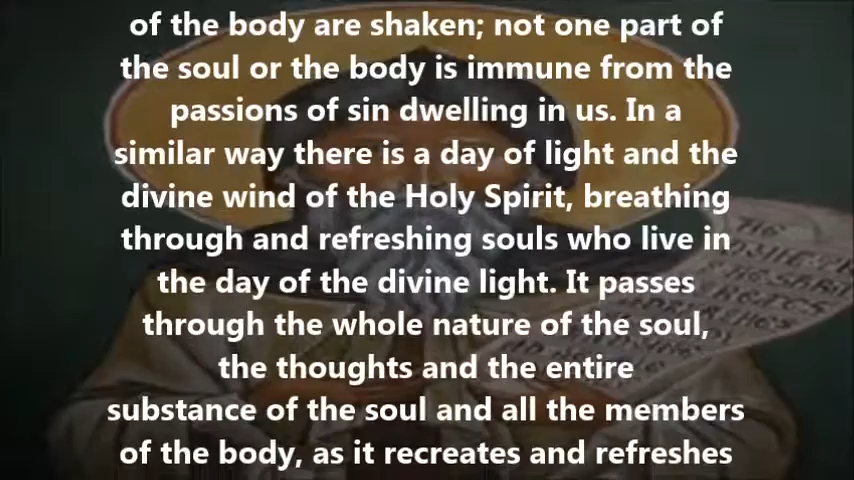 of the body are shaken; not one part of
the soul or the body is immune from the
passions of sin dwelling in us. In a
similar way there is a day of light and the
divine wind of the Holy Spirit, breathing
through and refreshing souls who live in
the day of the divine light. It passes
through the whole nature of the soul,
the thoughts and the entire
substance of the soul and all the members
of the body, as it recreates and refreshes